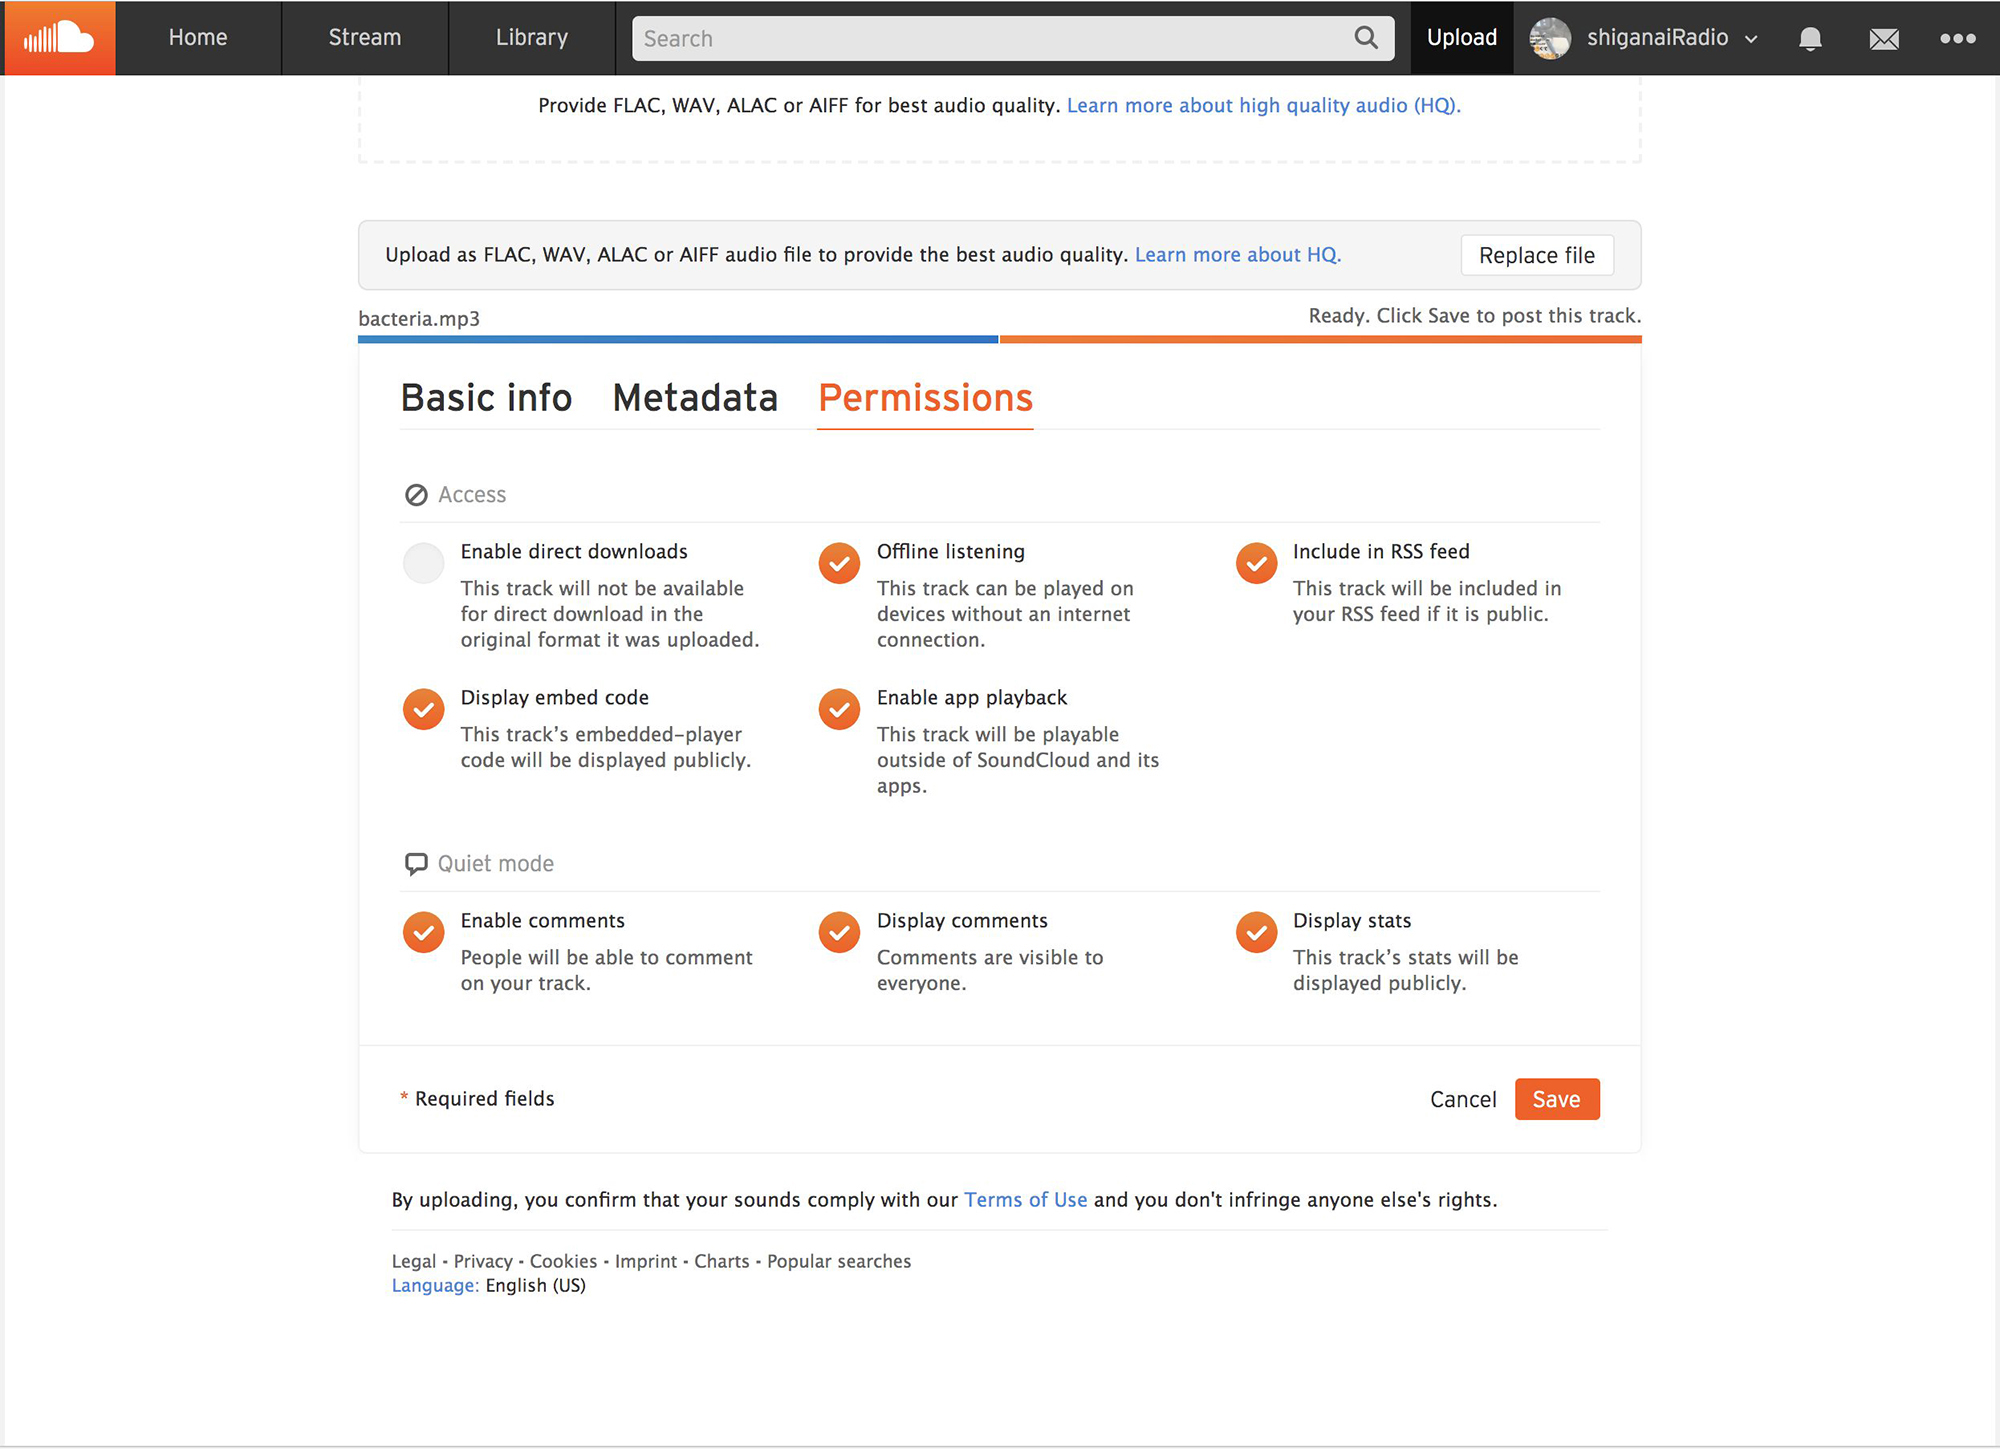 Home
Stream
Library
Search
Upload
shiganaiRadio
Provide FLAC, WAV, ALAC or AIFF for best audio quality. Learn more about high quality audio (HQ).
Upload as FLAC, WAV, ALAC or AIFF audio file to provide the best audio quality. Learn more about HQ.
Replace file
bacteria.mp3
Ready. Click Save to post this track.
Basic info
Metadata
Permissions
Access
Enable direct downloads
This track will not be available
for direct download in the
original format it was uploaded.
Offline listening
This track can be played on
devices without an internet
connection.
Include in RSS feed
This track will be included in
your RSS feed if it is public.
Display embed code
This track’s embedded–player
code will be displayed publicly.
Enable app playback
This track will be playable
outside of SoundCloud and its
apps.
Quiet mode
Enable comments
People will be able to comment
on your track.
Display comments
Comments are visible to
everyone.
Display stats
This track’s stats will be
displayed publicly.
* Required fields
Cancel
Save
By uploading, you confirm that your sounds comply with our Terms of Use and you don't infringe anyone else's rights.
Legal - Privacy - Cookies - Imprint - Charts - Popular searches
Language: English (US)